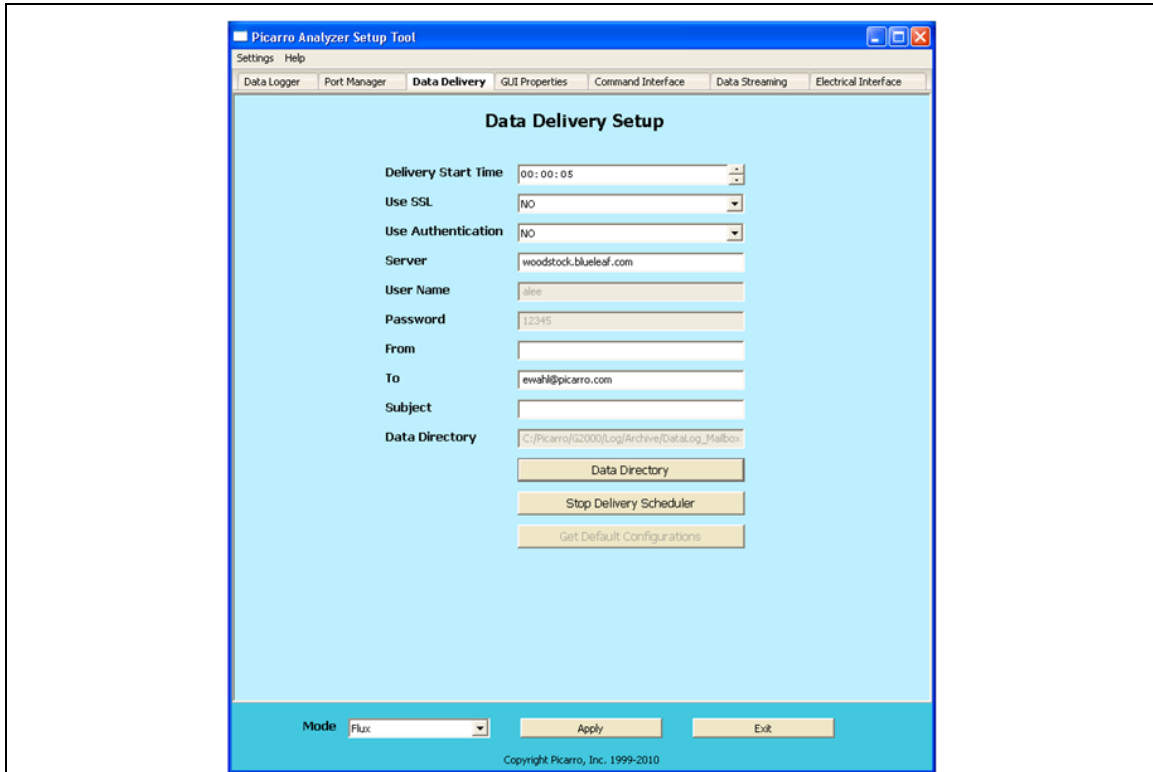 Picarro Analyzer Setup Tool
Settings Help
Data Logger Port Manager Data Delivery GUI Properties Command Interface Data Streaming Electrical Interface
Data Delivery Setup
Delivery Start Time 00:00:05
Use SSL NO
Use Authentication NO
Server woodstock.blueleaf.com
User Name alee
Password 12345
From
To ewahl@picarro.com
Subject
Data Directory C:/Picarro/G2000/Log/Archive/DataLog_Mailbox
Data Directory
Stop Delivery Scheduler
Get Default Configurations
Mode Flux Apply Exit
Copyright Picarro, Inc. 1999-2010